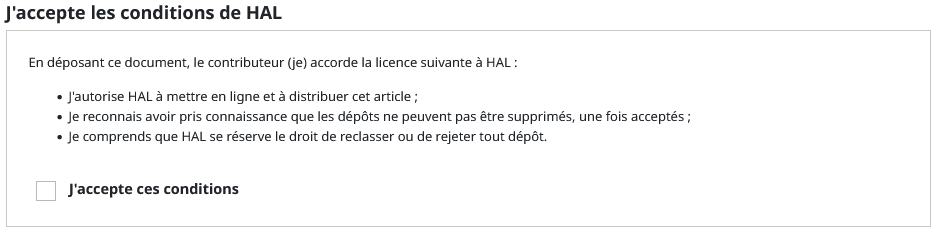 J'accepte les conditions de HAL
En déposant ce document, le contributeur (je) accorde la licence suivante à HAL :
• J'autorise HAL à mettre en ligne et à distribuer cet article ;
• Je reconnais avoir pris connaissance que les dépôts ne peuvent pas être supprimés, une fois acceptés ;
• Je comprends que HAL se réserve le droit de reclasser ou de rejeter tout dépôt.
J'accepte ces conditions